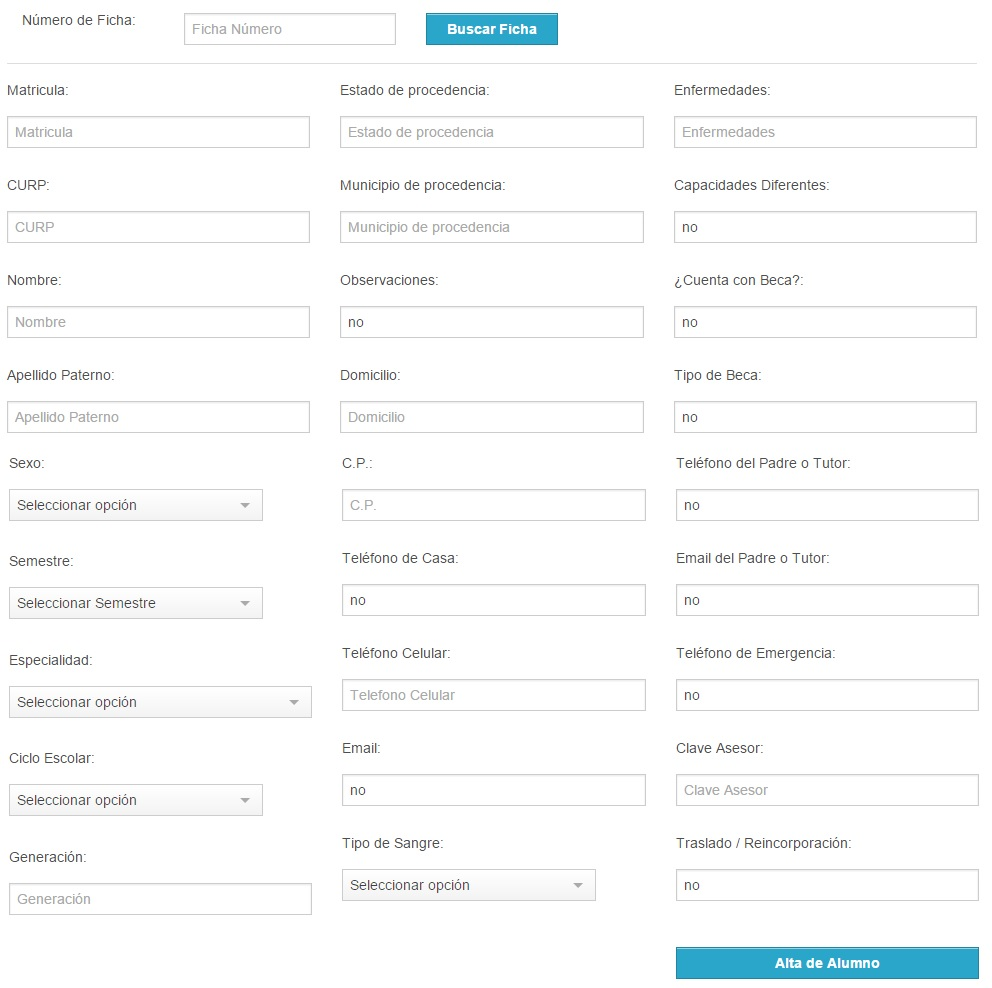 Número de Ficha:
Ficha Número
Buscar Ficha
Matricula:
Matricula
Estado de procedencia:
Estado de procedencia
Enfermedades:
Enfermedades
CURP:
CURP
Municipio de procedencia:
Municipio de procedencia
Capacidades Diferentes:
no
Nombre:
Nombre
Observaciones:
no
¿Cuenta con Beca?:
no
Apellido Paterno:
Apellido Paterno
Domicilio:
Domicilio
Tipo de Beca:
no
Sexo:
Seleccionar opción
C.P.:
C.P.
Teléfono del Padre o Tutor:
no
Semestre:
Seleccionar Semestre
Teléfono de Casa:
no
Email del Padre o Tutor:
no
Especialidad:
Seleccionar opción
Teléfono Celular:
Telefono Celular
Teléfono de Emergencia:
no
Ciclo Escolar:
Seleccionar opción
Email:
no
Clave Asesor:
Clave Asesor
Generación:
Generación
Tipo de Sangre:
Seleccionar opción
Traslado / Reincorporación:
no
Alta de Alumno